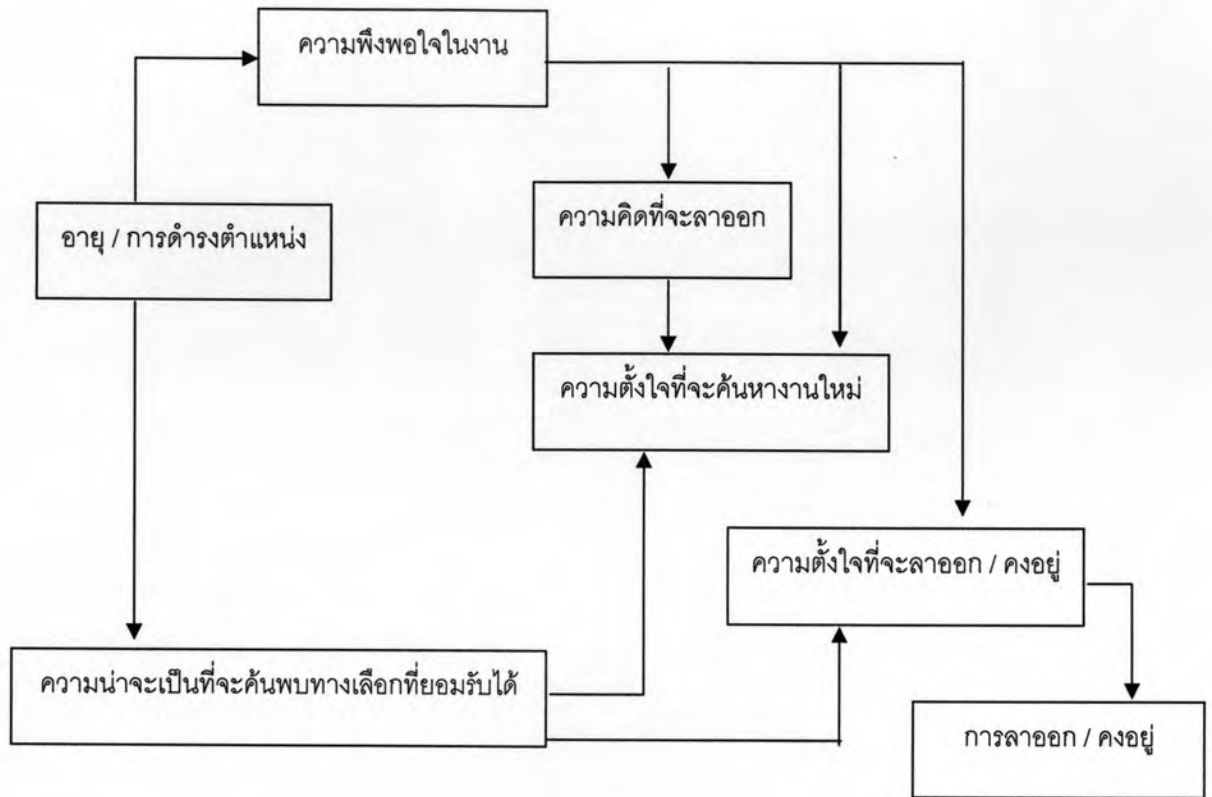 ความพึงพอใจในงาน
ความคิดที่จะลาออก
อายุ / การดำรงตำแหน่ง
ความตั้งใจที่จะค้นหางานใหม่
ความตั้งใจที่จะลาออก / คงอยู่
ความน่าจะเป็นที่จะค้นพบทางเลือกที่ยอมรับได้
การลาออก / คงอยู่